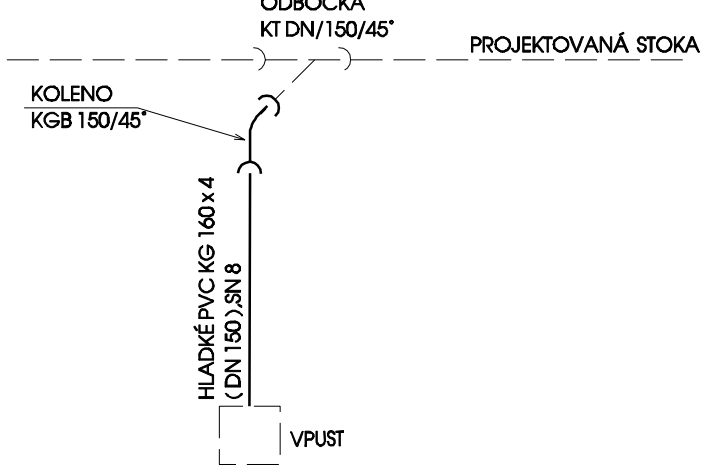 ODBOČKA
KT DN/150/45°
PROJEKTOVANÁ STOKA
KOLENO
KGB 150/45°
HLADKÉ PVC KG 160 x 4
( DN 150 ),SN 8
VPUST